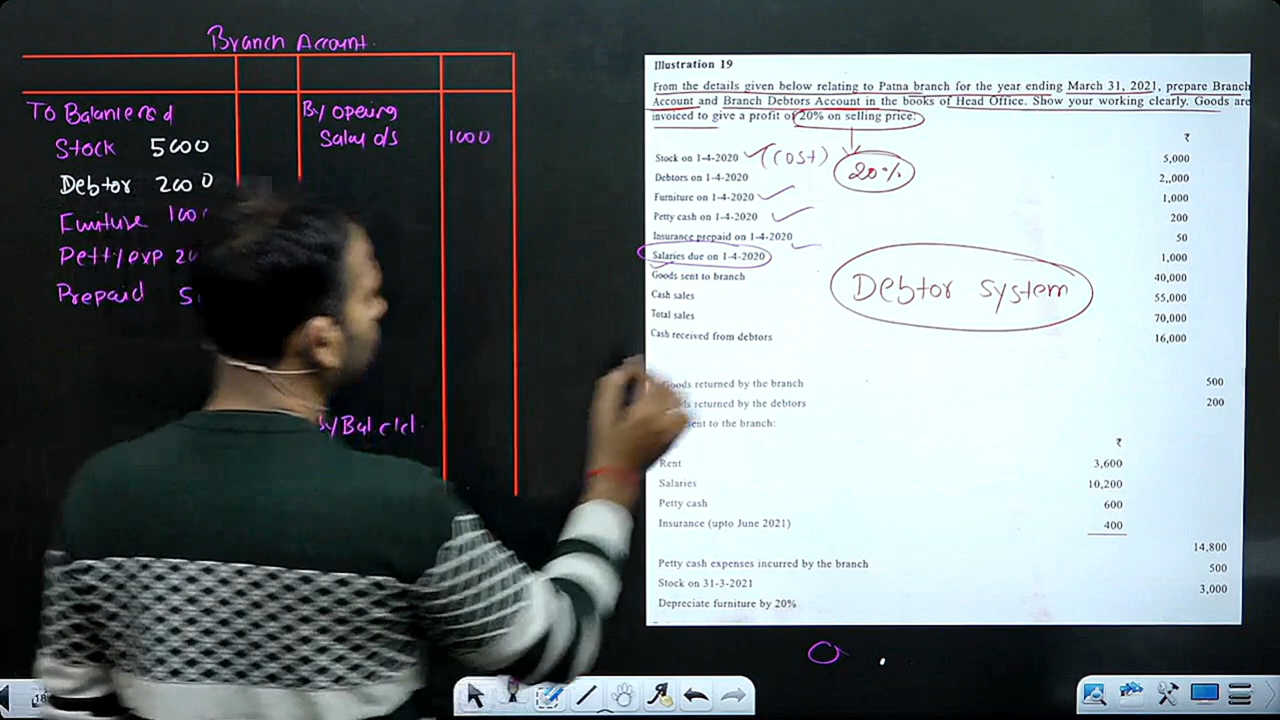 Branch Account.
To Balance b d
Stock 5000
Debtor 2000
Furniture 100
Petty exp 20
Prepaid 5
By opening
Salary o/s 1000
By Bal c/d.
Illustration 19
From the details given below relating to Patna branch for the year ending March 31, 2021, prepare Branch
Account and Branch Debtors Account in the books of Head Office. Show your working clearly. Goods are
invoiced to give a profit of 20% on selling price:
₹
Stock on 1-4-2020 (Cost) 5,000
20%
Debtors on 1-4-2020 2,,000
Furniture on 1-4-2020 1,000
Petty cash on 1-4-2020 200
Insurance prepaid on 1-4-2020 50
Salaries due on 1-4-2020 1,000
Goods sent to branch 40,000
Debtor system
Cash sales 55,000
Total sales 70,000
Cash received from debtors 16,000
Goods returned by the branch 500
returned by the debtors 200
sent to the branch:
₹
Rent 3,600
Salaries 10,200
Petty cash 600
Insurance (upto June 2021) 400
14,800
Petty cash expenses incurred by the branch 500
Stock on 31-3-2021 3,000
Depreciate furniture by 20%
18